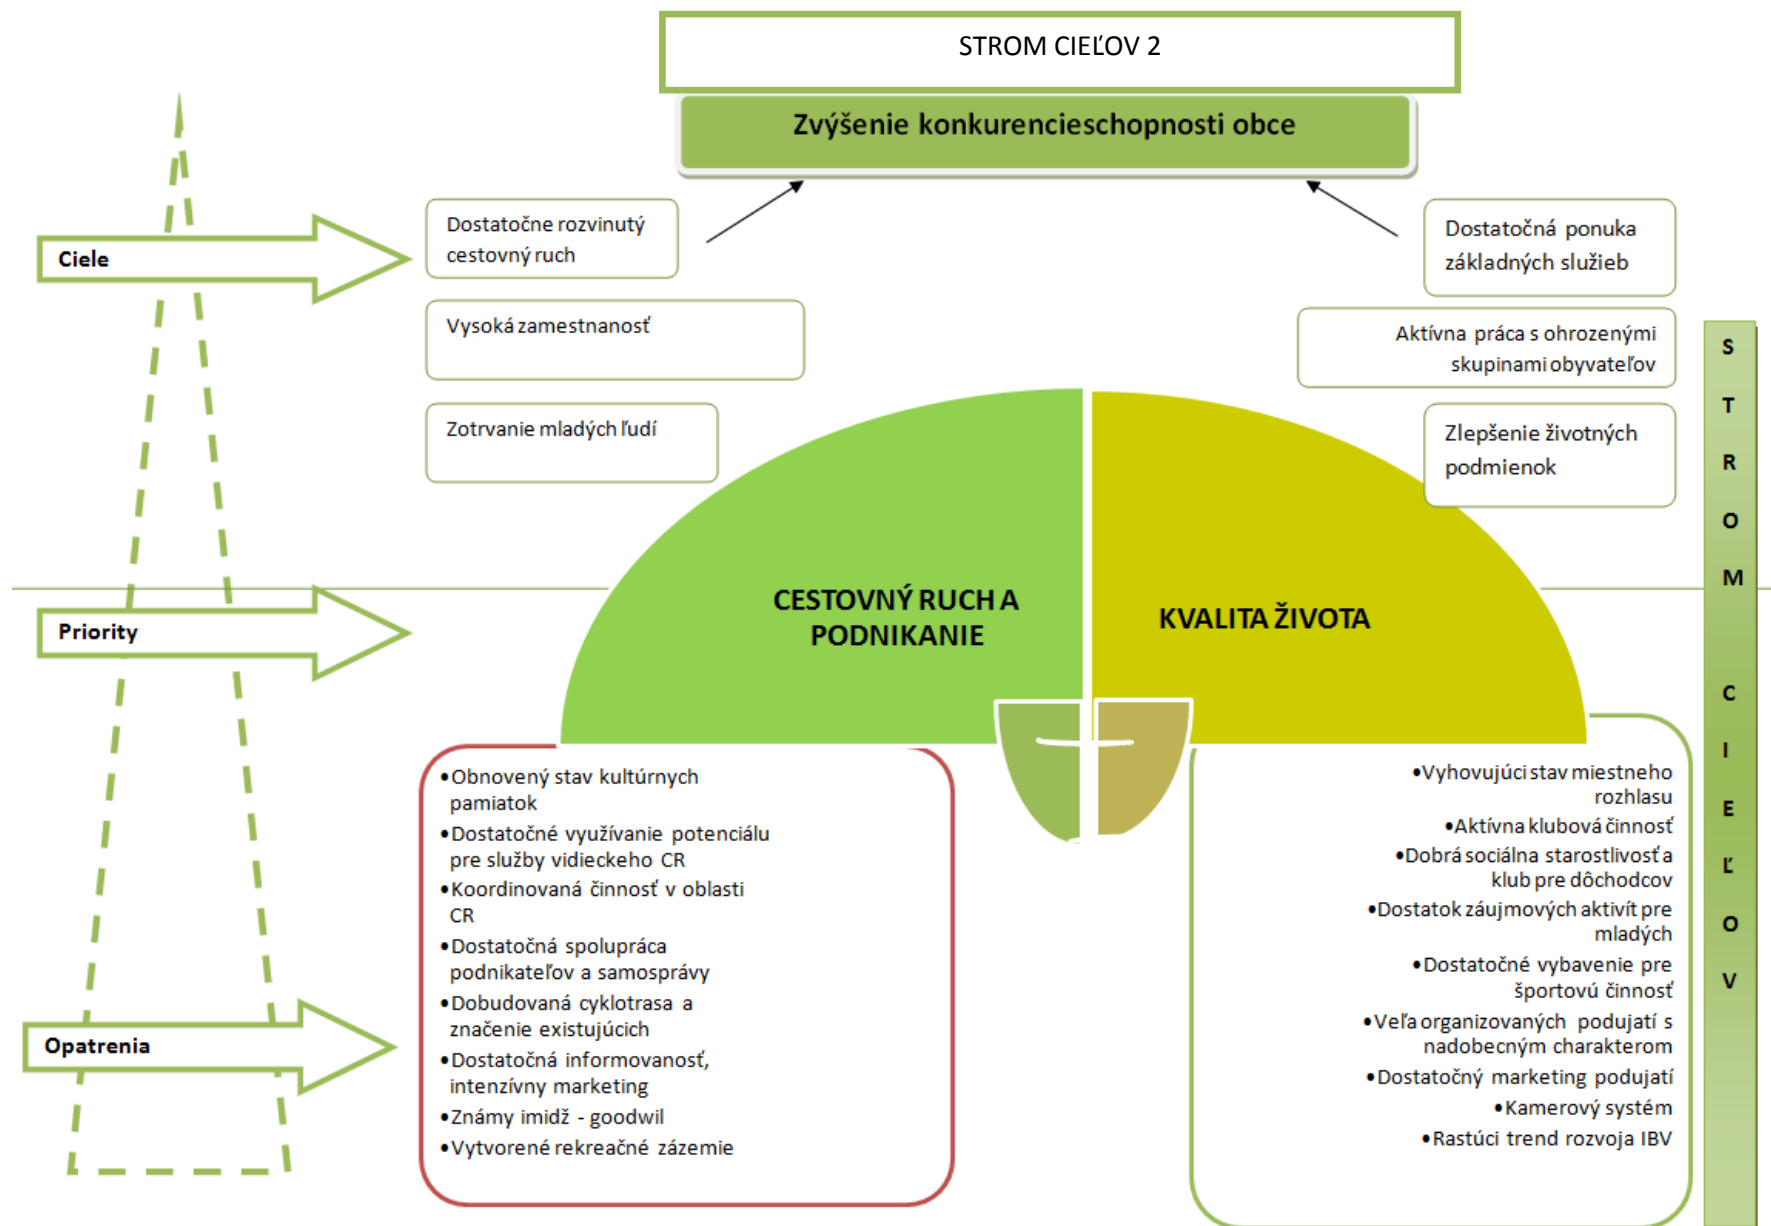 STROM CIEĽOV 2
Zvýšenie konkurencieschopnosti obce
Ciele
Dostatočne rozvinutý
cestovný ruch
Vysoká zamestnanosť
Zotrvanie mladých ľudí
Dostatočná ponuka
základných služieb
Aktívna práca s ohrozenými
skupinami obyvateľov
Zlepšenie životných
podmienok
Priority
CESTOVNÝ RUCH A
PODNIKANIE
KVALITA ŽIVOTA
Opatrenia
•Obnovený stav kultúrnych
pamiatok
•Dostatočné využívanie potenciálu
pre služby vidieckeho CR
•Koordinovaná činnosť v oblasti
CR
•Dostatočná spolupráca
podnikateľov a samosprávy
•Dobudovaná cyklotrasa a
značenie existujúcich
•Dostatočná informovanosť,
intenzívny marketing
•Známy imidž - goodwil
•Vytvorené rekreačné zázemie
•Vyhovujúci stav miestneho
rozhlasu
•Aktívna klubová činnosť
•Dobrá sociálna starostlivosť a
klub pre dôchodcov
•Dostatok záujmových aktivít pre
mladých
•Dostatočné vybavenie pre
športovú činnosť
•Veľa organizovaných podujatí s
nadobecným charakterom
•Dostatočný marketing podujatí
•Kamerový systém
•Rastúci trend rozvoja IBV
S
T
R
O
M
C
I
E
Ľ
O
V